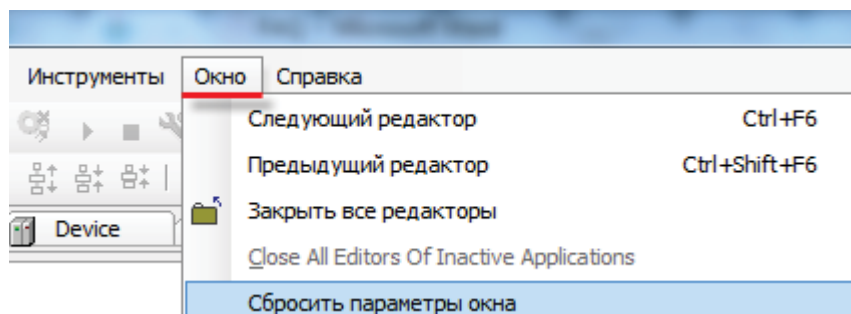 Инструменты Окно Справка
Следующий редактор Ctrl+F6
Предыдущий редактор Ctrl+Shift+F6
Закрыть все редакторы
Device
Close All Editors Of Inactive Applications
Сбросить параметры окна